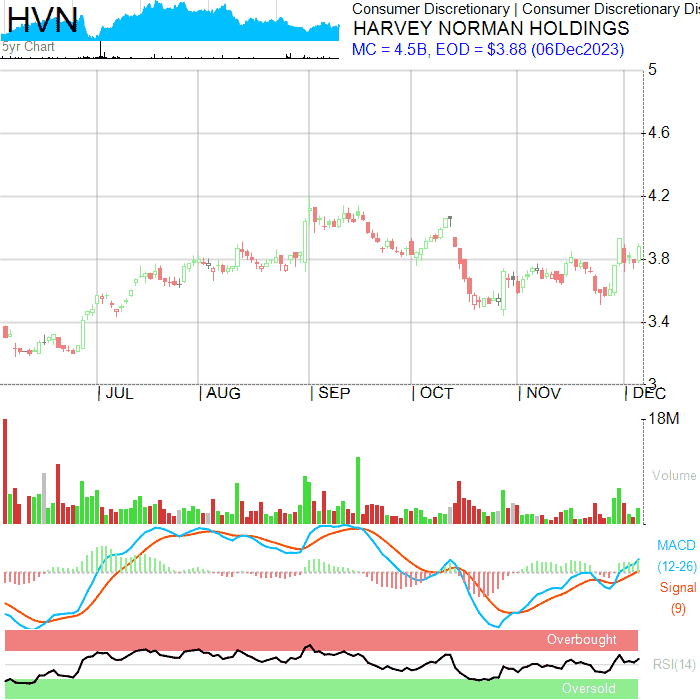 HVN
5yr Chart
Consumer Discretionary | Consumer Discretionary Dis
HARVEY NORMAN HOLDINGS
MC = 4.5B, EOD = $3.88 (06Dec2023)
5
4.6
4.2
3.8
3.4
3
| JUL | AUG | SEP | OCT | NOV | DEC
18M
Volume
MACD
(12-26)
Signal
(9)
Overbought
RSI(14)
Oversold